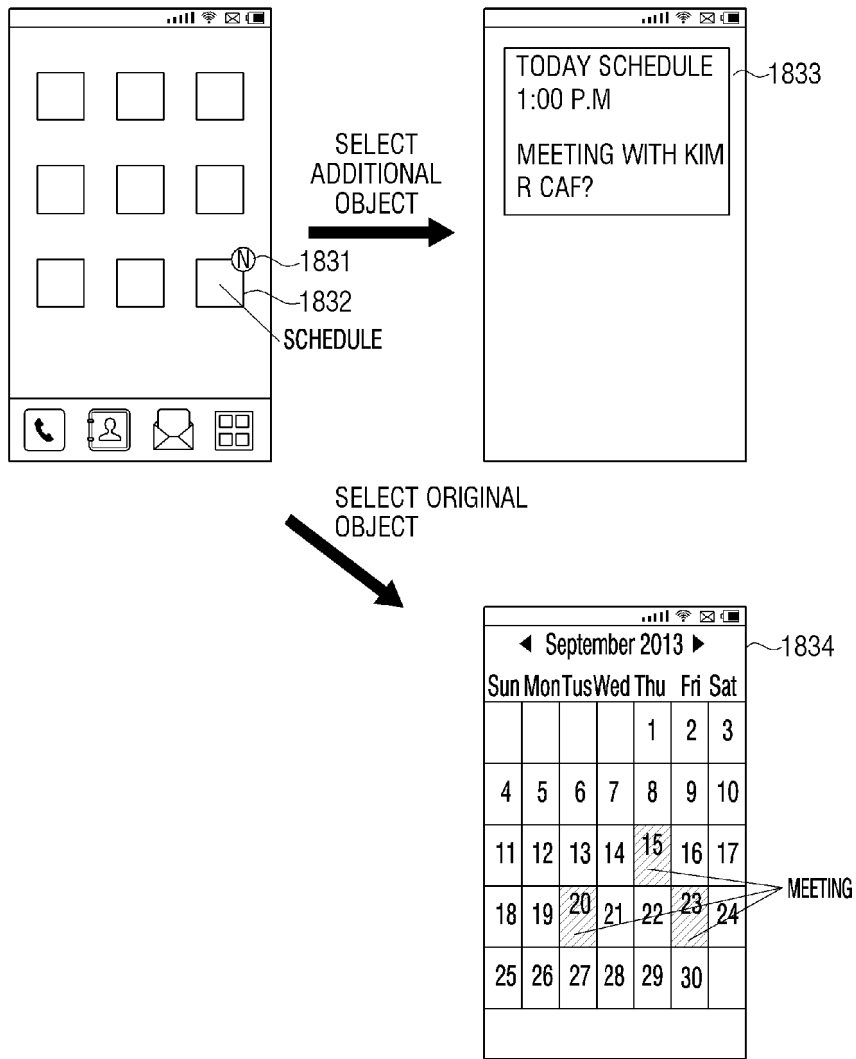 SELECT
ADDITIONAL
OBJECT
N
1831
1832
SCHEDULE
TODAY SCHEDULE
1:00 P.M
MEETING WITH KIM
R CAF?
1833
SELECT ORIGINAL
OBJECT
September 2013
1834
Sun Mon Tus Wed Thu Fri Sat
1 2 3
4 5 6 7 8 9 10
11 12 13 14 15 16 17
MEETING
18 19 20 21 22 23 24
25 26 27 28 29 30